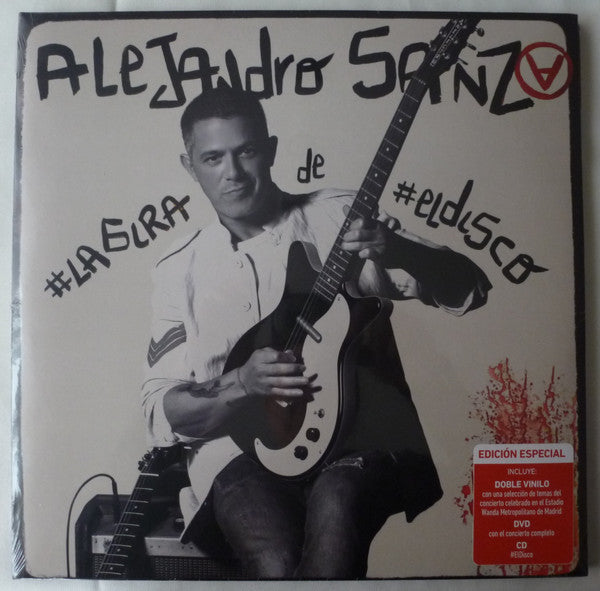 ALEJANDRO SANZ
#LAGIRA
de
#ELDISCO
EDICIÓN ESPECIAL
INCLUYE:
DOBLE VINILO
con una selección de temas del
concierto celebrado en el Estadio
Wanda Metropolitano de Madrid
DVD
con el concierto completo
CD
#ElDisco